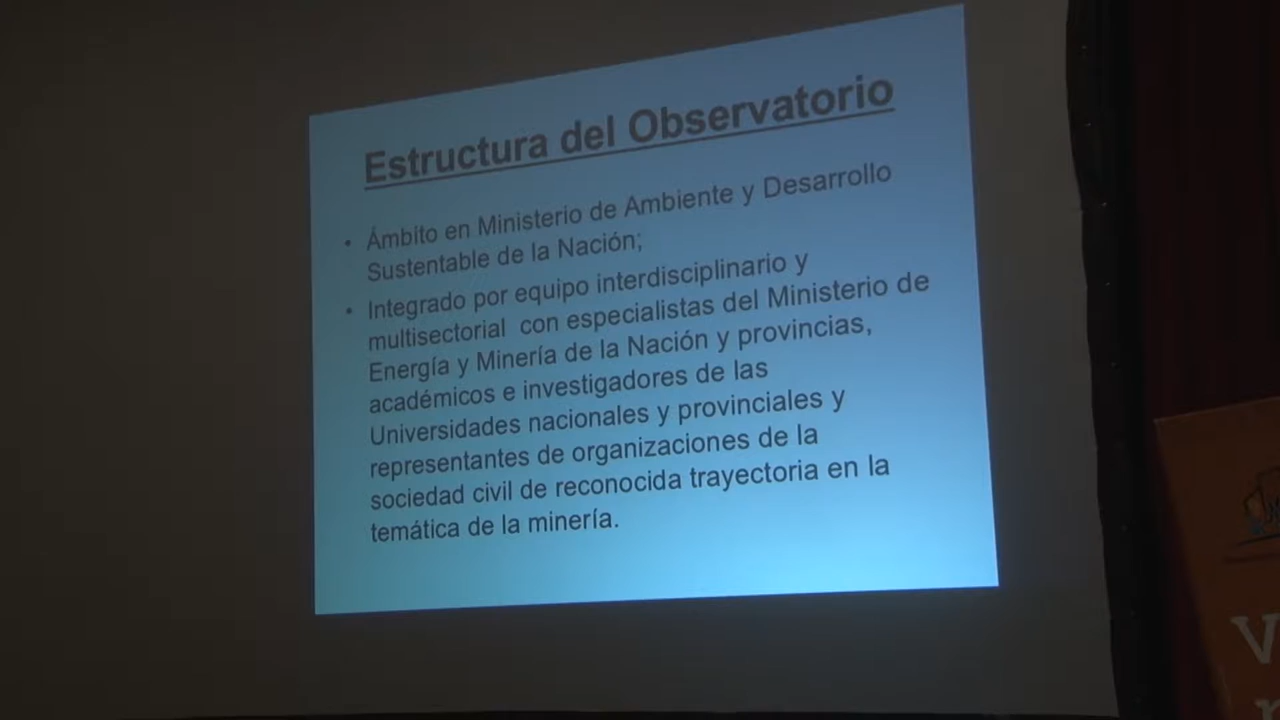 Estructura del Observatorio
• Ámbito en Ministerio de Ambiente y Desarrollo
Sustentable de la Nación;
• Integrado por equipo interdisciplinario y
multisectorial con especialistas del Ministerio de
Energía y Minería de la Nación y provincias,
académicos e investigadores de las
Universidades nacionales y provinciales y
representantes de organizaciones de la
sociedad civil de reconocida trayectoria en la
temática de la minería.